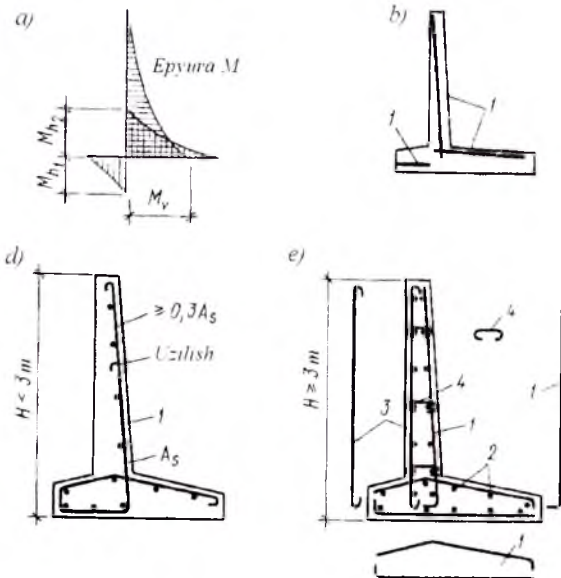 a)
Epyura M
M_h2
M_h1
M_v
b)
1
1
d)
H < 3 m
≥ 0,3A_s
Uzilish
1
A_s
e)
H ≥ 3 m
4
4
3
1
1
2
1